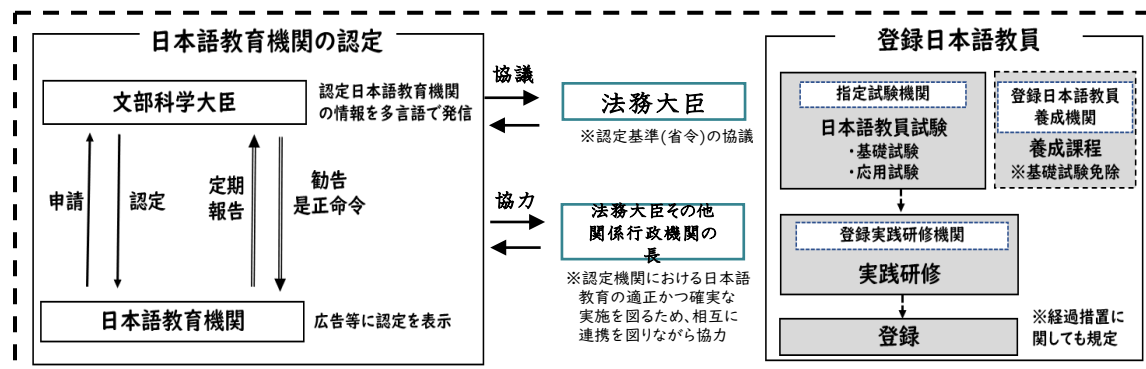 日本語教育機関の認定
文部科学大臣
認定日本語教育機関
の情報を多言語で発信
申請
認定
定期
報告
勧告
是正命令
日本語教育機関
広告等に認定を表示
協議
法務大臣
※認定基準(省令)の協議
協力
法務大臣その他
関係行政機関の
長
※認定機関における日本語
教育の適正かつ確実な
実施を図るため、相互に
連携を図りながら協力
登録日本語教員
指定試験機関
日本語教員試験
・基礎試験
・応用試験
登録日本語教員
養成機関
養成課程
※基礎試験免除
登録実践研修機関
実践研修
登録
※経過措置に
関しても規定